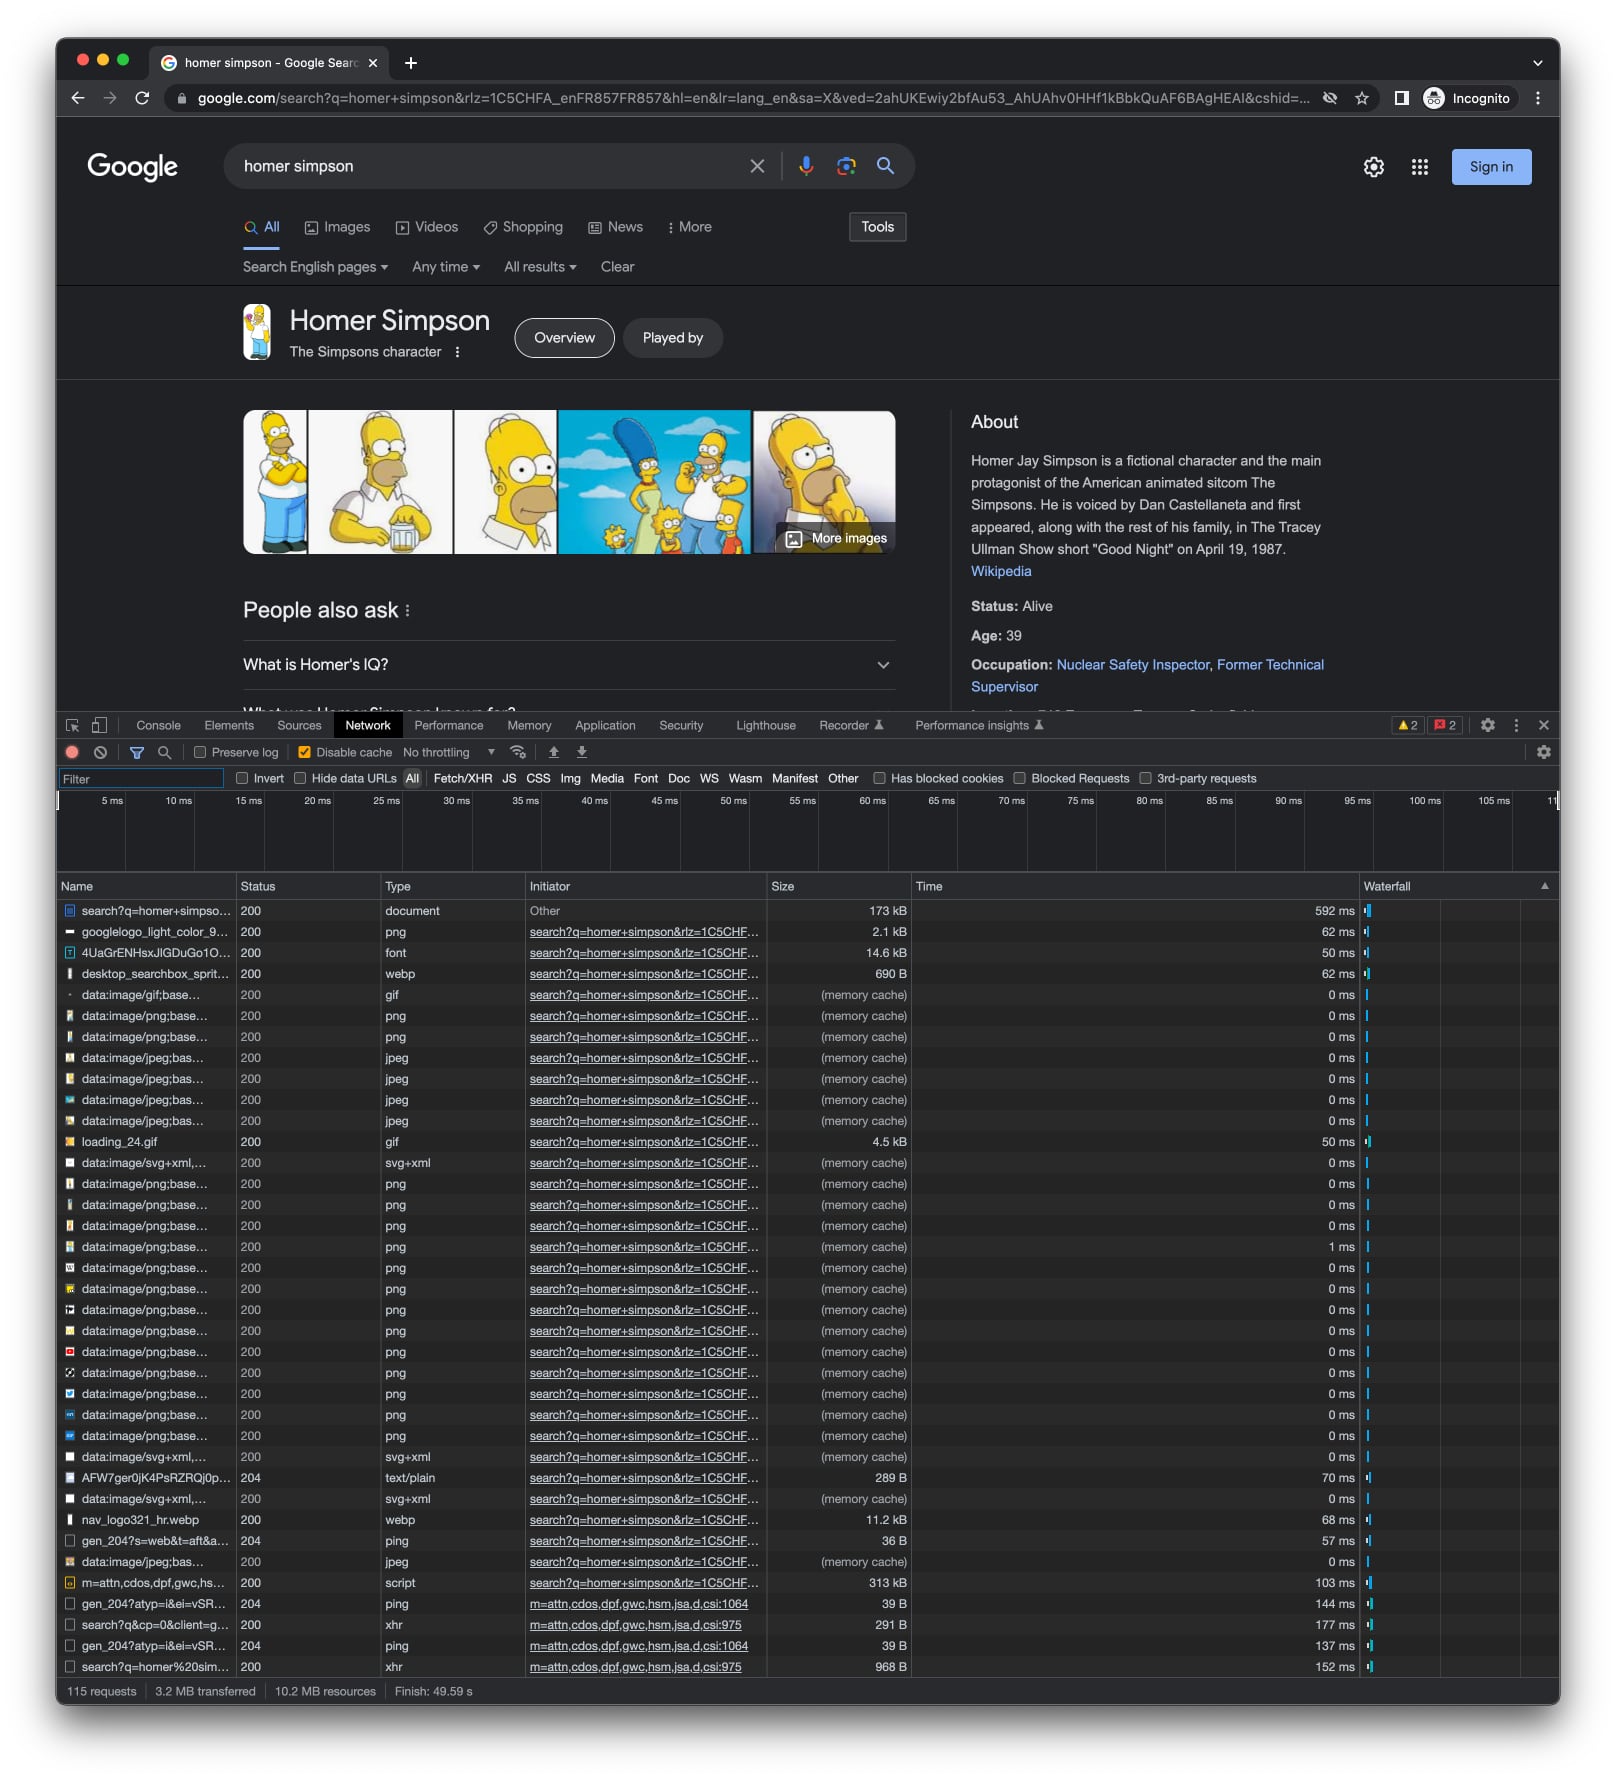 homer simpson - Google Searc
google.com/search?q=homer+simpson&rlz=1C5CHFA_enFR857FR857&hl=en&lr=lang_en&sa=X&ved=2ahUKEwiy2bfAu53_AhUAhv0HHf1kBbkQuAF6BAgHEAI&cshid=... Incognito
Google homer simpson Sign in
All Images Videos Shopping News More Tools
Search English pages Any time All results Clear
Homer Simpson
The Simpsons character
Overview Played by
More images
People also ask
What is Homer's IQ?
About
Homer Jay Simpson is a fictional character and the main
protagonist of the American animated sitcom The
Simpsons. He is voiced by Dan Castellaneta and first
appeared, along with the rest of his family, in The Tracey
Ullman Show short "Good Night" on April 19, 1987.
Wikipedia
Status: Alive
Age: 39
Occupation: Nuclear Safety Inspector, Former Technical
Supervisor
Console Elements Sources Network Performance Memory Application Security Lighthouse Recorder Performance insights 2 2
Preserve log Disable cache No throttling
Filter Invert Hide data URLs All Fetch/XHR JS CSS Img Media Font Doc WS Wasm Manifest Other Has blocked cookies Blocked Requests 3rd-party requests
5 ms 10 ms 15 ms 20 ms 25 ms 30 ms 35 ms 40 ms 45 ms 50 ms 55 ms 60 ms 65 ms 70 ms 75 ms 80 ms 85 ms 90 ms 95 ms 100 ms 105 ms 11
Name Status Type Initiator Size Time Waterfall
search?q=homer+simpso... 200 document Other 173 kB 592 ms
googlelogo_light_color_9... 200 png search?q=homer+simpson&rlz=1C5CHF... 2.1 kB 62 ms
4UaGrENHsxJlGDuGo1O... 200 font search?q=homer+simpson&rlz=1C5CHF... 14.6 kB 50 ms
desktop_searchbox_sprit... 200 webp search?q=homer+simpson&rlz=1C5CHF... 690 B 62 ms
data:image/gif;base... 200 gif search?q=homer+simpson&rlz=1C5CHF... (memory cache) 0 ms
data:image/png;base... 200 png search?q=homer+simpson&rlz=1C5CHF... (memory cache) 0 ms
data:image/png;base... 200 png search?q=homer+simpson&rlz=1C5CHF... (memory cache) 0 ms
data:image/jpeg;bas... 200 jpeg search?q=homer+simpson&rlz=1C5CHF... (memory cache) 0 ms
data:image/jpeg;bas... 200 jpeg search?q=homer+simpson&rlz=1C5CHF... (memory cache) 0 ms
data:image/jpeg;bas... 200 jpeg search?q=homer+simpson&rlz=1C5CHF... (memory cache) 0 ms
data:image/jpeg;bas... 200 jpeg search?q=homer+simpson&rlz=1C5CHF... (memory cache) 0 ms
loading_24.gif 200 gif search?q=homer+simpson&rlz=1C5CHF... 4.5 kB 50 ms
data:image/svg+xml,... 200 svg+xml search?q=homer+simpson&rlz=1C5CHF... (memory cache) 0 ms
data:image/png;base... 200 png search?q=homer+simpson&rlz=1C5CHF... (memory cache) 0 ms
data:image/png;base... 200 png search?q=homer+simpson&rlz=1C5CHF... (memory cache) 0 ms
data:image/png;base... 200 png search?q=homer+simpson&rlz=1C5CHF... (memory cache) 0 ms
data:image/png;base... 200 png search?q=homer+simpson&rlz=1C5CHF... (memory cache) 1 ms
data:image/png;base... 200 png search?q=homer+simpson&rlz=1C5CHF... (memory cache) 0 ms
data:image/png;base... 200 png search?q=homer+simpson&rlz=1C5CHF... (memory cache) 0 ms
data:image/png;base... 200 png search?q=homer+simpson&rlz=1C5CHF... (memory cache) 0 ms
data:image/png;base... 200 png search?q=homer+simpson&rlz=1C5CHF... (memory cache) 0 ms
data:image/png;base... 200 png search?q=homer+simpson&rlz=1C5CHF... (memory cache) 0 ms
data:image/png;base... 200 png search?q=homer+simpson&rlz=1C5CHF... (memory cache) 0 ms
data:image/png;base... 200 png search?q=homer+simpson&rlz=1C5CHF... (memory cache) 0 ms
data:image/png;base... 200 png search?q=homer+simpson&rlz=1C5CHF... (memory cache) 0 ms
data:image/png;base... 200 png search?q=homer+simpson&rlz=1C5CHF... (memory cache) 0 ms
data:image/svg+xml,... 200 svg+xml search?q=homer+simpson&rlz=1C5CHF... (memory cache) 0 ms
AFW7ger0jK4PsRZRQj0p... 204 text/plain search?q=homer+simpson&rlz=1C5CHF... 289 B 70 ms
data:image/svg+xml,... 200 svg+xml search?q=homer+simpson&rlz=1C5CHF... (memory cache) 0 ms
nav_logo321_hr.webp 200 webp search?q=homer+simpson&rlz=1C5CHF... 11.2 kB 68 ms
gen_204?s=web&t=aft&a... 204 ping search?q=homer+simpson&rlz=1C5CHF... 36 B 57 ms
data:image/jpeg;bas... 200 jpeg search?q=homer+simpson&rlz=1C5CHF... (memory cache) 0 ms
m=attn,cdos,dpf,gwc,hs... 200 script search?q=homer+simpson&rlz=1C5CHF... 313 kB 103 ms
gen_204?atyp=i&ei=vSR... 204 ping m=attn,cdos,dpf,gwc,hsm,jsa,d,csi:1064 39 B 144 ms
search?q&cp=0&client=g... 200 xhr m=attn,cdos,dpf,gwc,hsm,jsa,d,csi:975 291 B 177 ms
gen_204?atyp=i&ei=vSR... 204 ping m=attn,cdos,dpf,gwc,hsm,jsa,d,csi:1064 39 B 137 ms
search?q=homer%20sim... 200 xhr m=attn,cdos,dpf,gwc,hsm,jsa,d,csi:975 968 B 152 ms
115 requests 3.2 MB transferred 10.2 MB resources Finish: 49.59 s